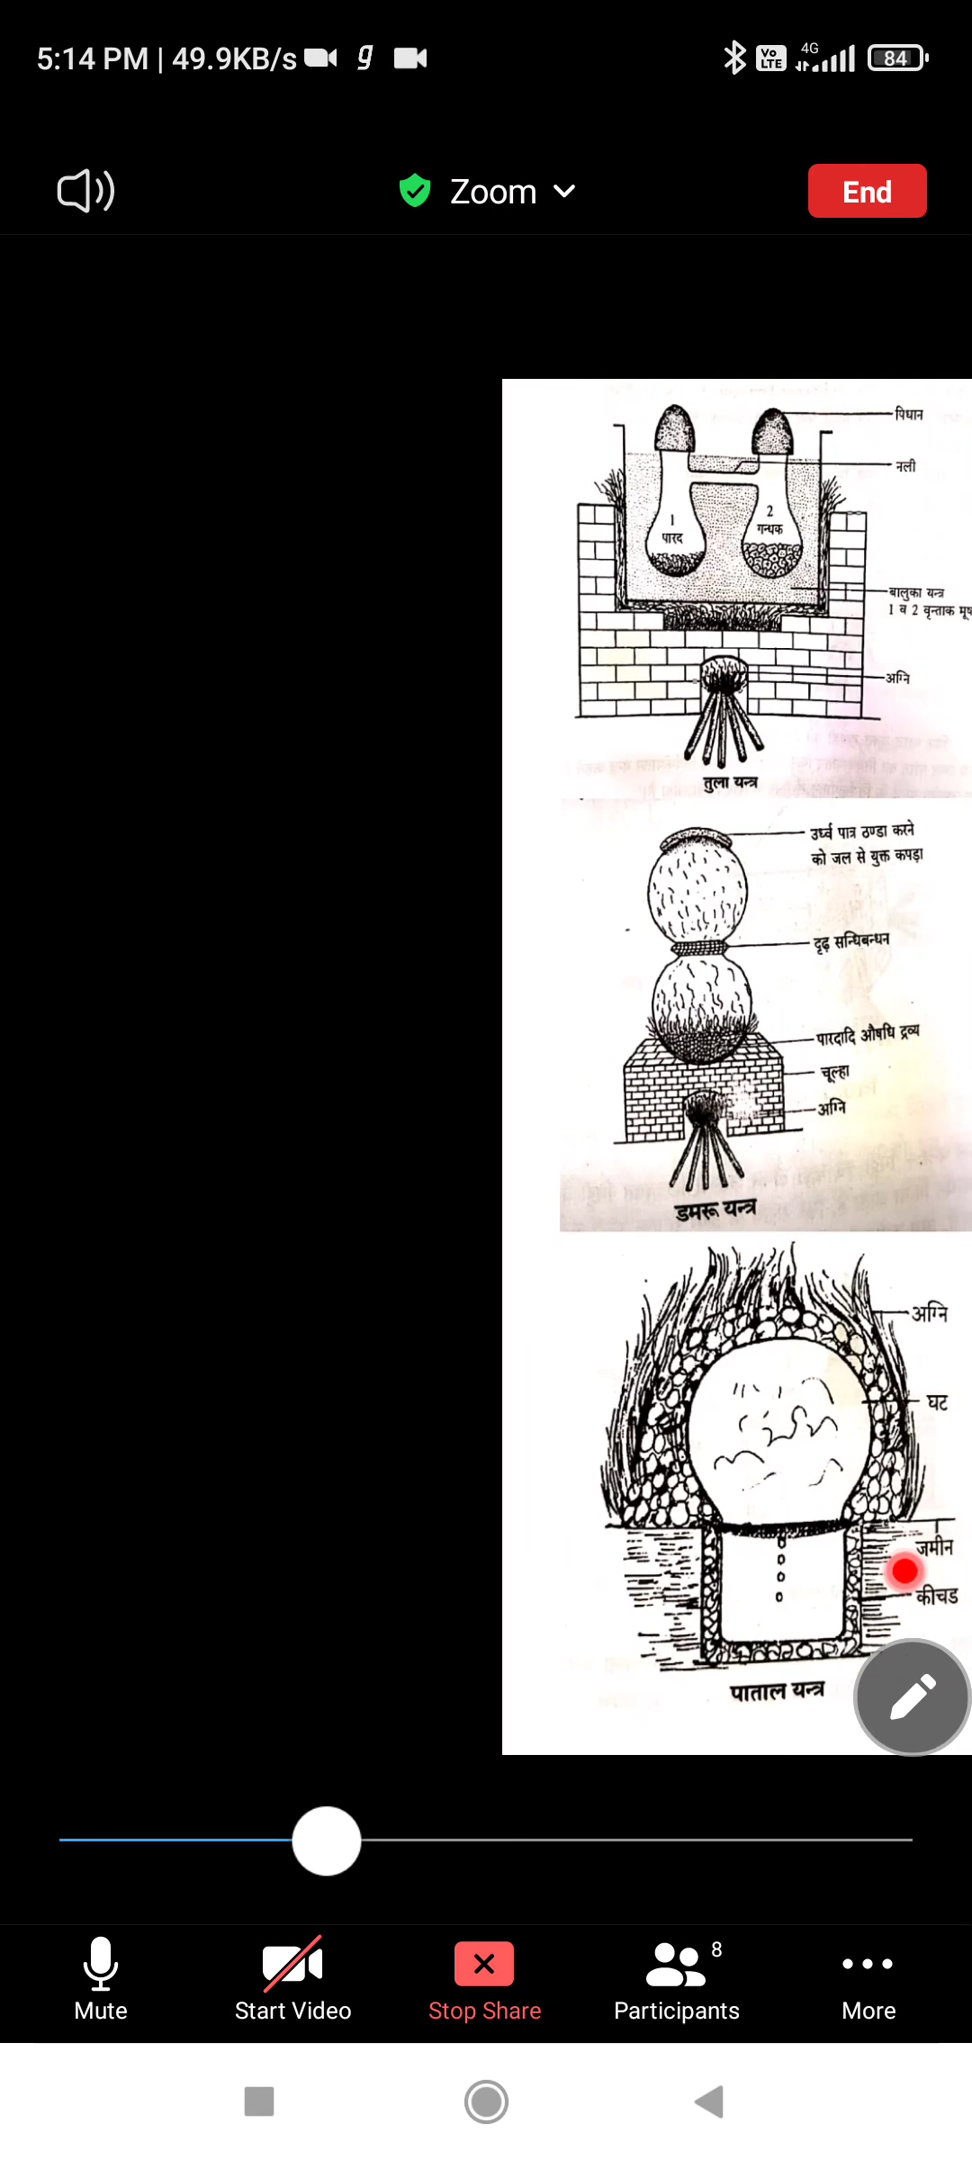 5:14 PM | 49.9KB/s
4G
Vo
LTE
84
Zoom
End
पिधान
नली
1
पारद
2
गन्धक
बालुका यन्त्र
1 व 2 वृन्ताक मूष
अग्नि
तुला यन्त्र
उर्ध्व पात्र ठण्डा करने
को जल से युक्त कपड़ा
दृढ़ सन्धिबन्धन
पारदादि औषधि द्रव्य
चूल्हा
अग्नि
डमरू यन्त्र
अग्नि
घट
जमीन
कीचड
पाताल यन्त्र
Mute
Start Video
Stop Share
Participants
8
More